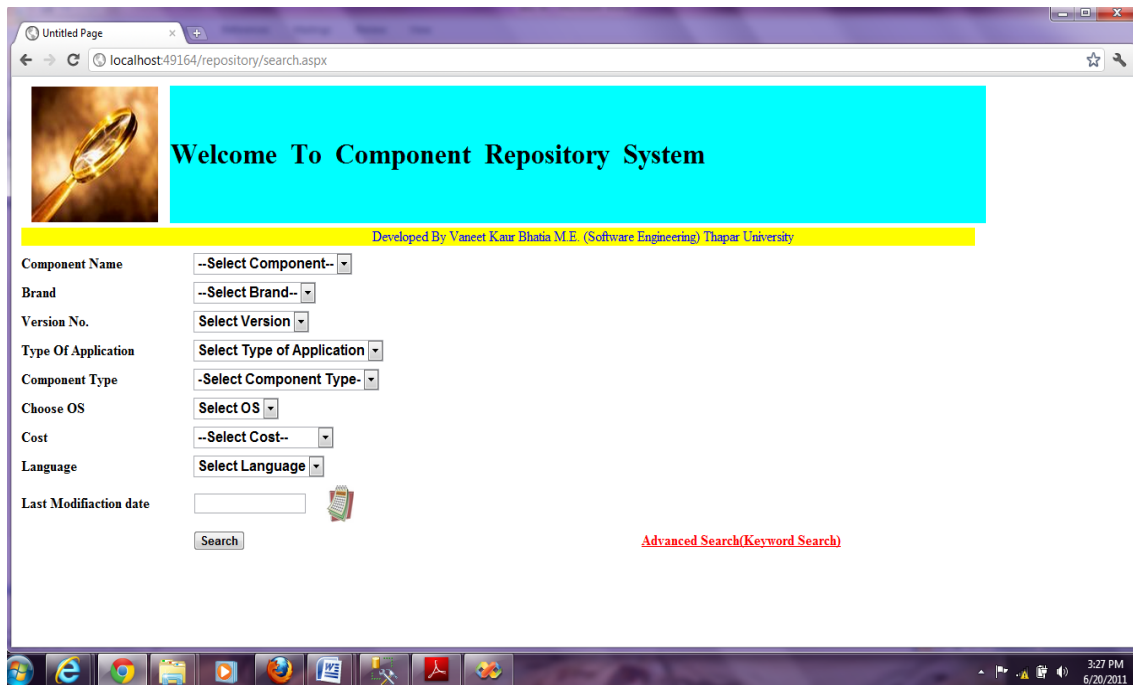 Untitled Page
localhost:49164/repository/search.aspx
Welcome To Component Repository System
Developed By Vaneet Kaur Bhatia M.E. (Software Engineering) Thapar University
Component Name --Select Component--
Brand --Select Brand--
Version No. Select Version
Type Of Application Select Type of Application
Component Type -Select Component Type-
Choose OS Select OS
Cost --Select Cost--
Language Select Language
Last Modifiaction date
Search Advanced Search(Keyword Search)
3:27 PM
6/20/2011